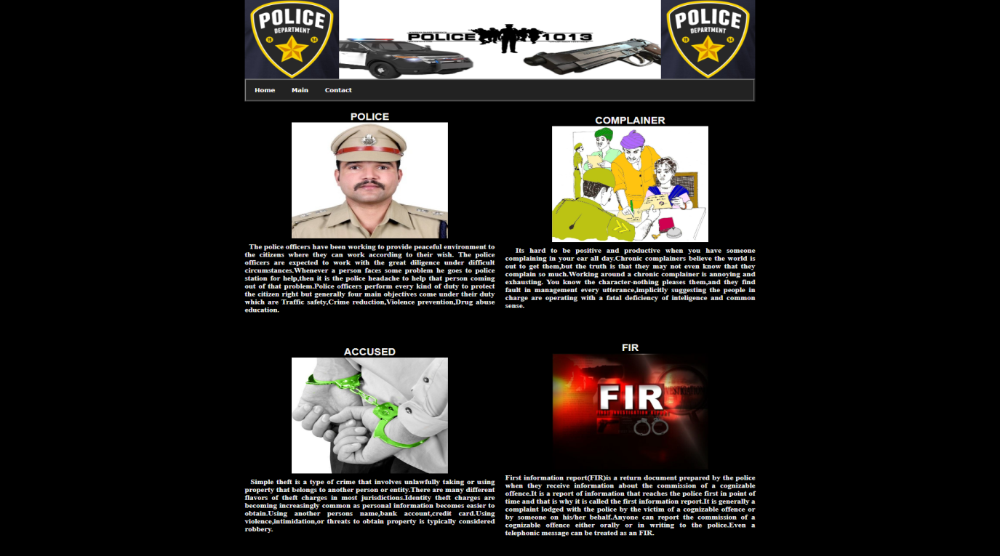 POLICE
DEPARTMENT
19 54
POLICE 1013
POLICE
DEPARTMENT
19 54
Home Main Contact
POLICE
The police officers have been working to provide peaceful environment to
the citizens where they can work according to their wish. The police
officers are expected to work with the great diligence under difficult
circumstances.Whenever a person faces some problem he goes to police
station for help,then it is the police headache to help that person coming
out of that problem.Police officers perform every kind of duty to protect
the citizen right but generally four main objectives come under their duty
which are Traffic safety,Crime reduction,Violence prevention,Drug abuse
education.
COMPLAINER
Its hard to be positive and productive when you have someone
complaining in your ear all day.Chronic complainers believe the world is
out to get them,but the truth is that they may not even know that they
complain so much.Working around a chronic complainer is annoying and
exhausting. You know the character-nothing pleases them,and they find
fault in management every utterance,implicitly suggesting the people in
charge are operating with a fatal deficiency of inteligence and common
sense.
ACCUSED
Simple theft is a type of crime that involves unlawfully taking or using
property that belongs to another person or entity.There are many different
flavors of theft charges in most jurisdictions.Identity theft charges are
becoming increasingly common as personal information becomes easier to
obtain.Using another persons name,bank account,credit card.Using
violence,intimidation,or threats to obtain property is typically considered
robbery.
FIR
FIR
FIRST INVESTIGATION REPORT
First information report(FIR)is a return document prepared by the police
when they receive information about the commission of a cognizable
offence.It is a report of information that reaches the police first in point of
time and that is why it is called the first information report.It is generally a
complaint lodged with the police by the victim of a cognizable offence or
by someone on his/her behalf.Anyone can report the commission of a
cognizable offence either orally or in writing to the police.Even a
telephonic message can be treated as an FIR.